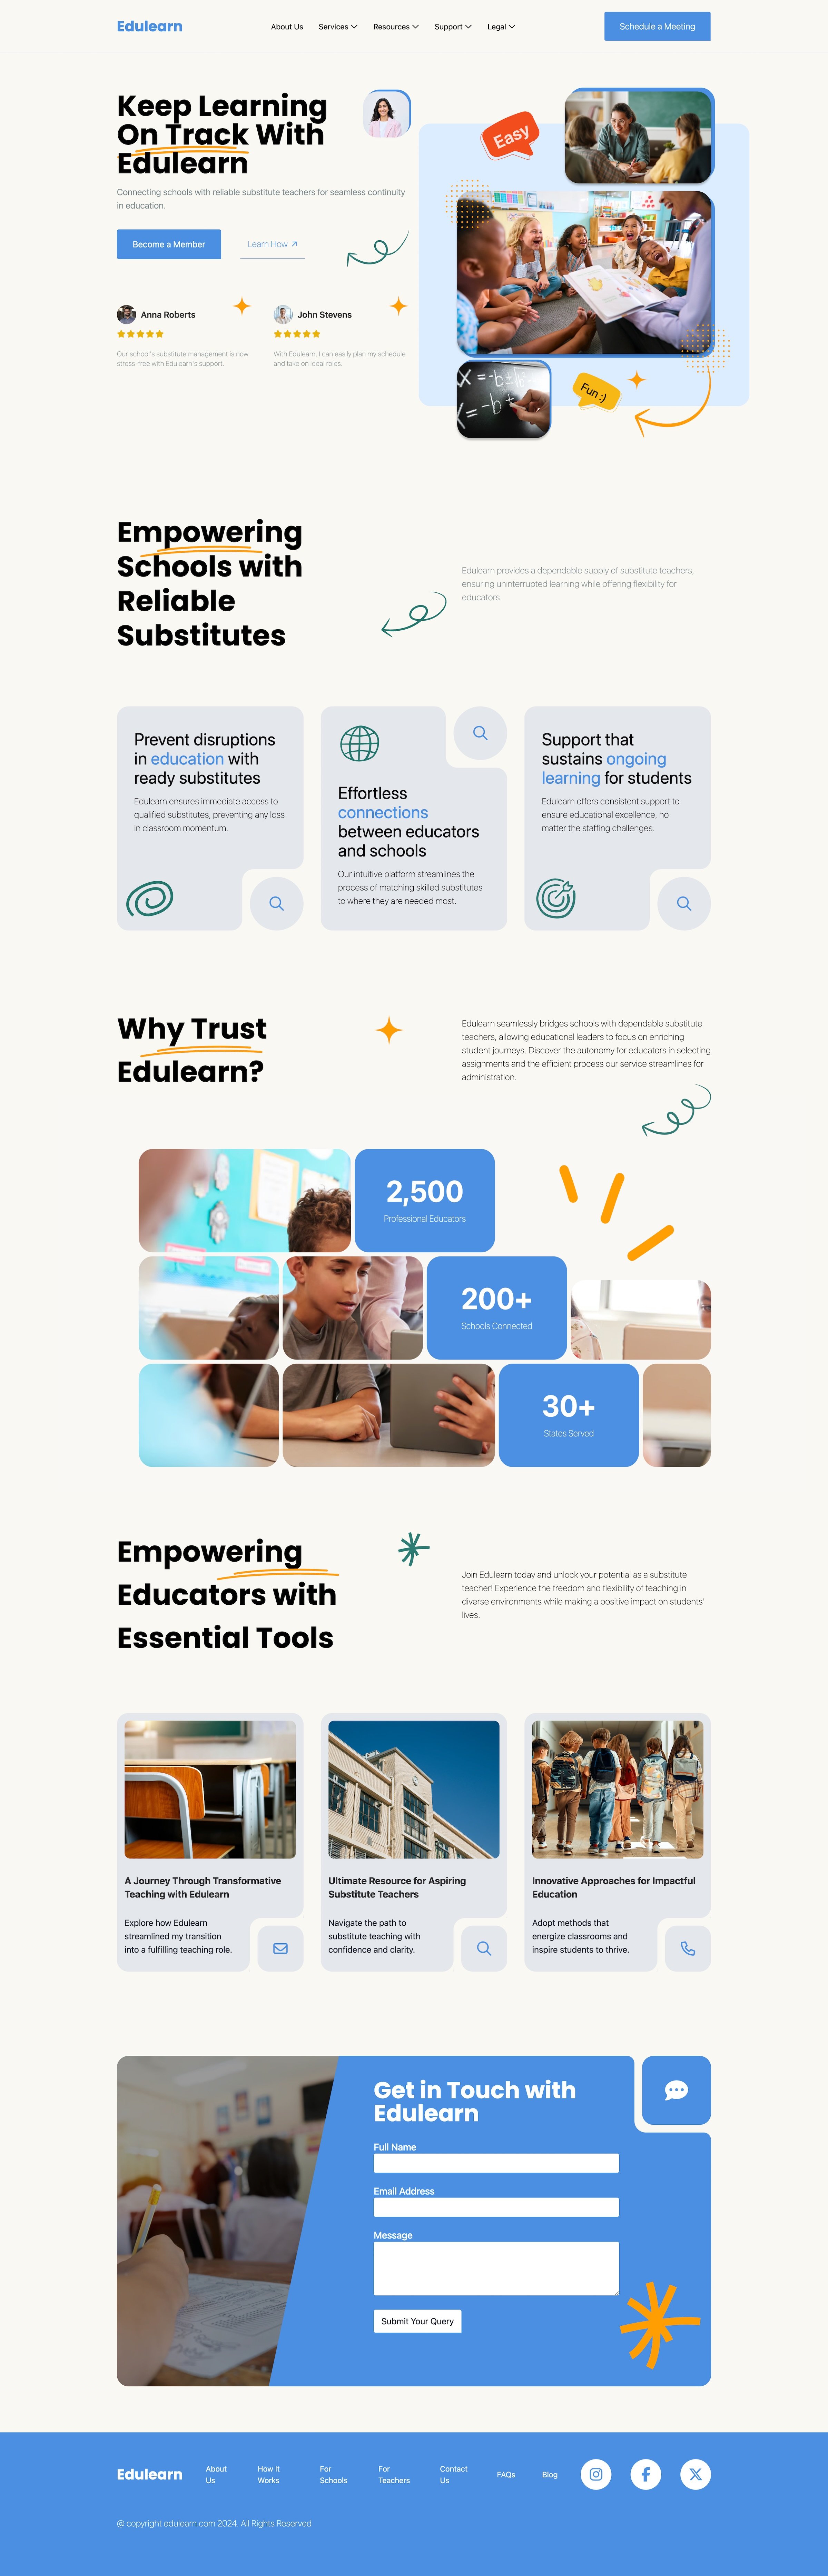 Edulearn
About Us
Services
Resources
Support
Legal
Schedule a Meeting
Keep Learning
On Track With
Edulearn
Connecting schools with reliable substitute teachers for seamless continuity
in education.
Become a Member
Learn How
Anna Roberts
Our school's substitute management is now
stress-free with Edulearn's support.
John Stevens
With Edulearn, I can easily plan my schedule
and take on ideal roles.
Easy
Fun :)
Empowering
Schools with
Reliable
Substitutes
Edulearn provides a dependable supply of substitute teachers,
ensuring uninterrupted learning while offering flexibility for
educators.
Prevent disruptions
in education with
ready substitutes
Edulearn ensures immediate access to
qualified substitutes, preventing any loss
in classroom momentum.
Effortless
connections
between educators
and schools
Our intuitive platform streamlines the
process of matching skilled substitutes
to where they are needed most.
Support that
sustains ongoing
learning for students
Edulearn offers consistent support to
ensure educational excellence, no
matter the staffing challenges.
Why Trust
Edulearn?
Edulearn seamlessly bridges schools with dependable substitute
teachers, allowing educational leaders to focus on enriching
student journeys. Discover the autonomy for educators in selecting
assignments and the efficient process our service streamlines for
administration.
2,500
Professional Educators
200+
Schools Connected
30+
States Served
Empowering
Educators with
Essential Tools
Join Edulearn today and unlock your potential as a substitute
teacher! Experience the freedom and flexibility of teaching in
diverse environments while making a positive impact on students'
lives.
A Journey Through Transformative
Teaching with Edulearn
Explore how Edulearn
streamlined my transition
into a fulfilling teaching role.
Ultimate Resource for Aspiring
Substitute Teachers
Navigate the path to
substitute teaching with
confidence and clarity.
Innovative Approaches for Impactful
Education
Adopt methods that
energize classrooms and
inspire students to thrive.
Get in Touch with
Edulearn
Full Name
Email Address
Message
Submit Your Query
Edulearn
About
Us
How It
Works
For
Schools
For
Teachers
Contact
Us
FAQs
Blog
@ copyright edulearn.com 2024. All Rights Reserved